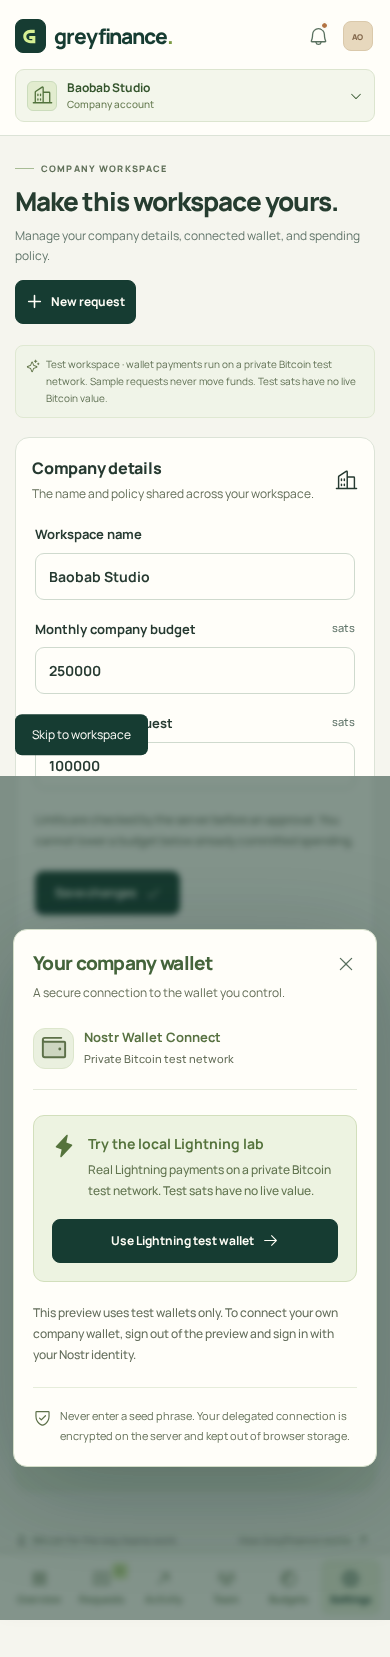 greyfinance.
AO
Baobab Studio
Company account
COMPANY WORKSPACE
Make this workspace yours.
Manage your company details, connected wallet, and spending
policy.
New request
Test workspace · wallet payments run on a private Bitcoin test
network. Sample requests never move funds. Test sats have no live
Bitcoin value.
Company details
The name and policy shared across your workspace.
Workspace name
Baobab Studio
Monthly company budget sats
250000
sats
Skip to workspace
100000
Save changes
Your company wallet
A secure connection to the wallet you control.
Nostr Wallet Connect
Private Bitcoin test network
Try the local Lightning lab
Real Lightning payments on a private Bitcoin
test network. Test sats have no live value.
Use Lightning test wallet
This preview uses test wallets only. To connect your own
company wallet, sign out of the preview and sign in with
your Nostr identity.
Never enter a seed phrase. Your delegated connection is
encrypted on the server and kept out of browser storage.
Settings